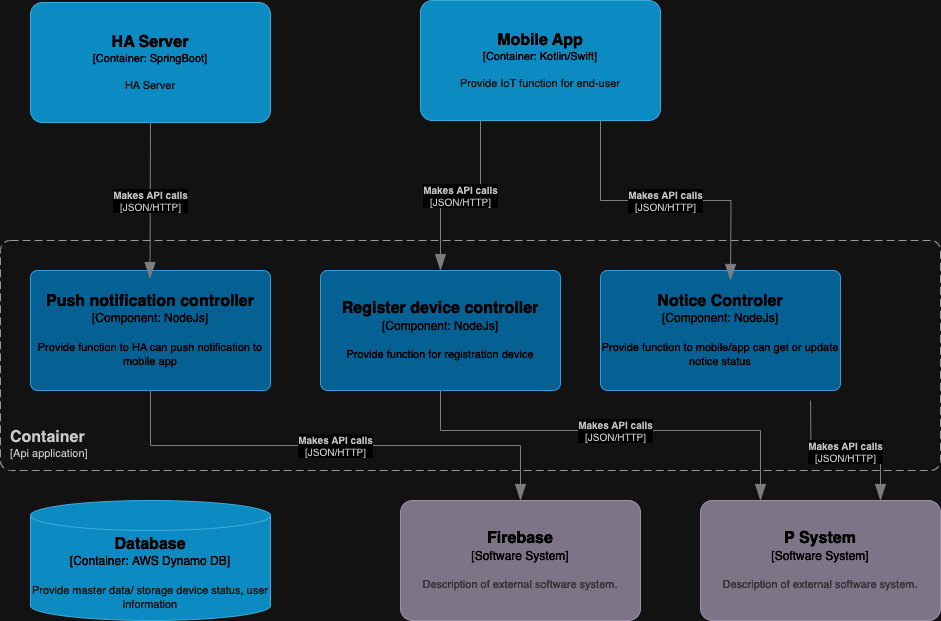 HA Server
[Container: SpringBoot]
HA Server
Mobile App
[Container: Kotlin/Swift]
Provide IoT function for end-user
Makes API calls
[JSON/HTTP]
Makes API calls
[JSON/HTTP]
Makes API calls
[JSON/HTTP]
Push notification controller
[Component: NodeJs]
Provide function to HA can push notification to
mobile app
Register device controller
[Component: NodeJs]
Provide function for registration device
Notice Controler
[Component: NodeJs]
Provide function to mobile/app can get or update
notice status
Container
[Api application]
Makes API calls
[JSON/HTTP]
Makes API calls
[JSON/HTTP]
Makes API calls
[JSON/HTTP]
Database
[Container: AWS Dynamo DB]
Provide master data/ storage device status, user
information
Firebase
[Software System]
Description of external software system.
P System
[Software System]
Description of external software system.